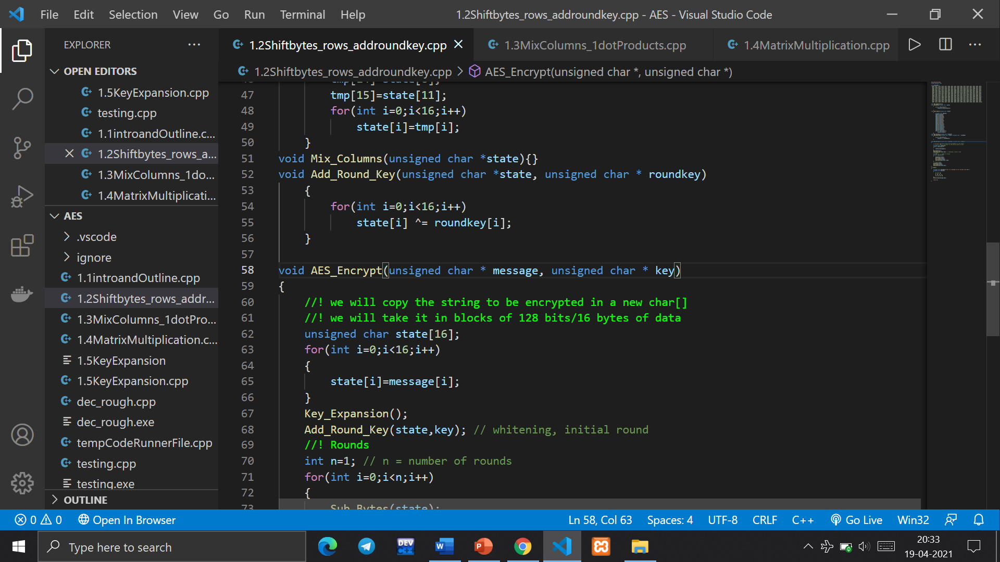 File Edit Selection View Go Run Terminal Help 1.2Shiftbytes_rows_addroundkey.cpp - AES - Visual Studio Code
EXPLORER
1.2Shiftbytes_rows_addroundkey.cpp 1.3MixColumns_1dotProducts.cpp 1.4MatrixMultiplication.cpp
1.2Shiftbytes_rows_addroundkey.cpp > AES_Encrypt(unsigned char *, unsigned char *)
OPEN EDITORS
1.5KeyExpansion.cpp
testing.cpp
1.1introandOutline.c...
1.2Shiftbytes_rows_a...
1.3MixColumns_1do...
1.4MatrixMultiplicati...
AES
.vscode
ignore
1.1introandOutline.cpp
1.2Shiftbytes_rows_addr...
1.3MixColumns_1dotPro...
1.4MatrixMultiplication.c...
1.5KeyExpansion
1.5KeyExpansion.cpp
dec_rough.cpp
dec_rough.exe
tempCodeRunnerFile.cpp
testing.cpp
testing.exe
OUTLINE
47 tmp[15]=state[11];
48 for(int i=0;i<16;i++)
49 state[i]=tmp[i];
50 }
51 void Mix_Columns(unsigned char *state){}
52 void Add_Round_Key(unsigned char *state, unsigned char * roundkey)
53 {
54 for(int i=0;i<16;i++)
55 state[i] ^= roundkey[i];
56 }
57
58 void AES_Encrypt(unsigned char * message, unsigned char * key)
59 {
60 //! we will copy the string to be encrypted in a new char[]
61 //! we will take it in blocks of 128 bits/16 bytes of data
62 unsigned char state[16];
63 for(int i=0;i<16;i++)
64 {
65 state[i]=message[i];
66 }
67 Key_Expansion();
68 Add_Round_Key(state,key); // whitening, initial round
69 //! Rounds
70 int n=1; // n = number of rounds
71 for(int i=0;i<n;i++)
72 {
73 Sub_Bytes(state);
0 0 Open In Browser Ln 58, Col 63 Spaces: 4 UTF-8 CRLF C++ Go Live Win32
Type here to search
DEV C++
W
P
20:33
19-04-2021